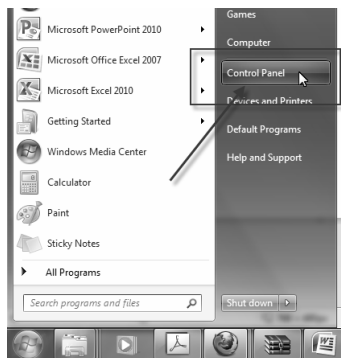 Microsoft PowerPoint 2010
Microsoft Office Excel 2007
Microsoft Excel 2010
Getting Started
Windows Media Center
Calculator
Paint
Sticky Notes
All Programs
Search programs and files
Games
Computer
Control Panel
Devices and Printers
Default Programs
Help and Support
Shut down